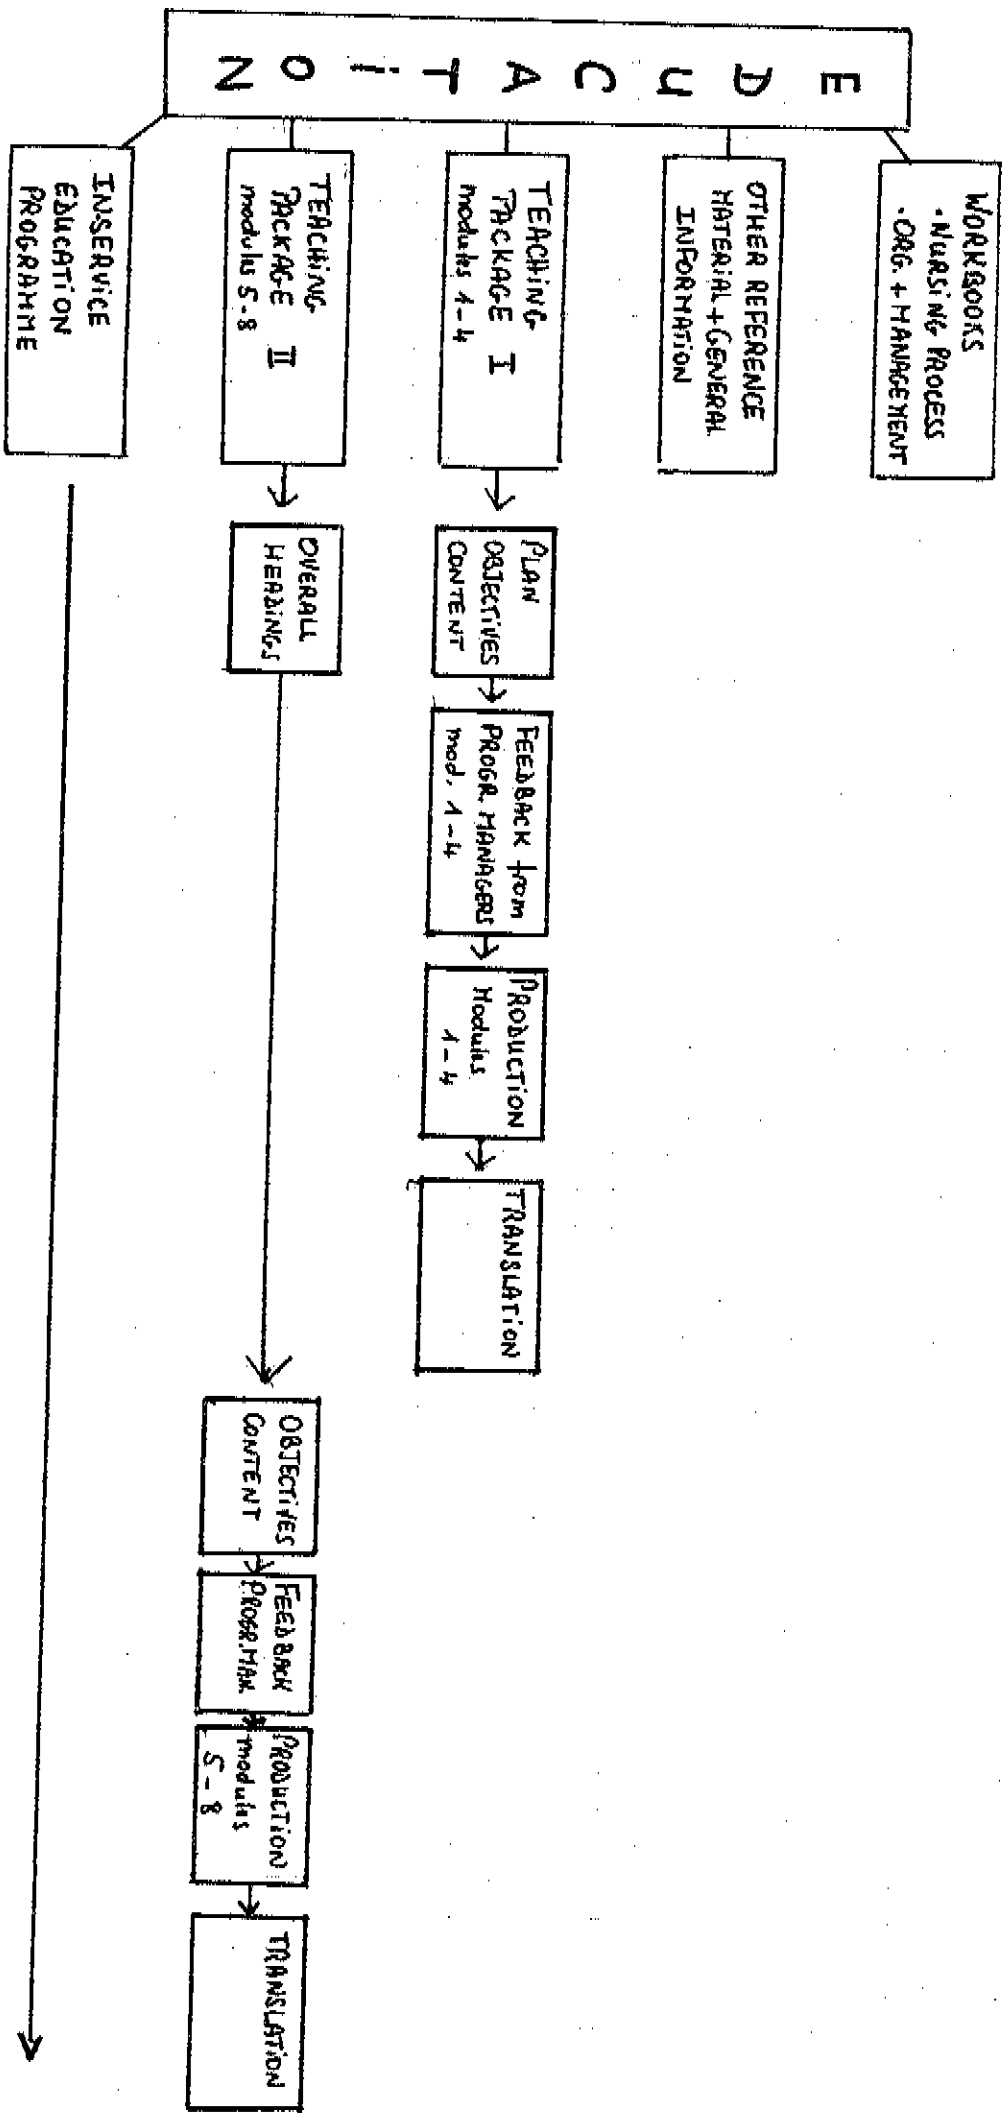 EDUCATION
WORKBOOKS
· NURSING PROCESS
· ORG. + MANAGEMENT
OTHER REFERENCE
MATERIAL + GENERAL
INFORMATION
TEACHING
PACKAGE I
modules 1-4
PLAN
OBJECTIVES
CONTENT
FEEDBACK from
PROGR. MANAGERS
mod. 1-4
PRODUCTION
Modules
1-4
TRANSLATION
TEACHING
PACKAGE II
modules 5-8
OVERALL
HEADINGS
OBJECTIVES
CONTENT
FEEDBACK
PROGR.MAN.
PRODUCTION
modules
5-8
TRANSLATION
INSERVICE
EDUCATION
PROGRAMME